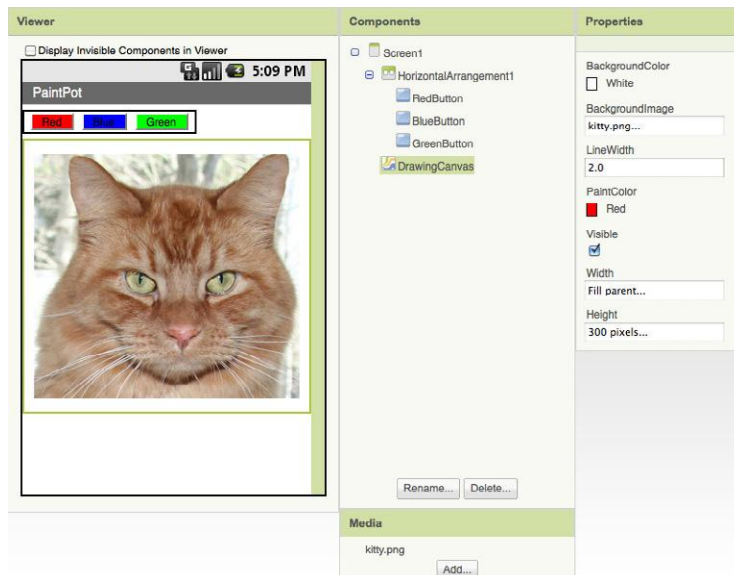 Viewer
Display Invisible Components in Viewer
5:09 PM
PaintPot
Red Blue Green
Components
Screen1
HorizontalArrangement1
RedButton
BlueButton
GreenButton
DrawingCanvas
Rename... Delete...
Media
kitty.png
Add...
Properties
BackgroundColor
White
BackgroundImage
kitty.png...
LineWidth
2.0
PaintColor
Red
Visible
Width
Fill parent...
Height
300 pixels...